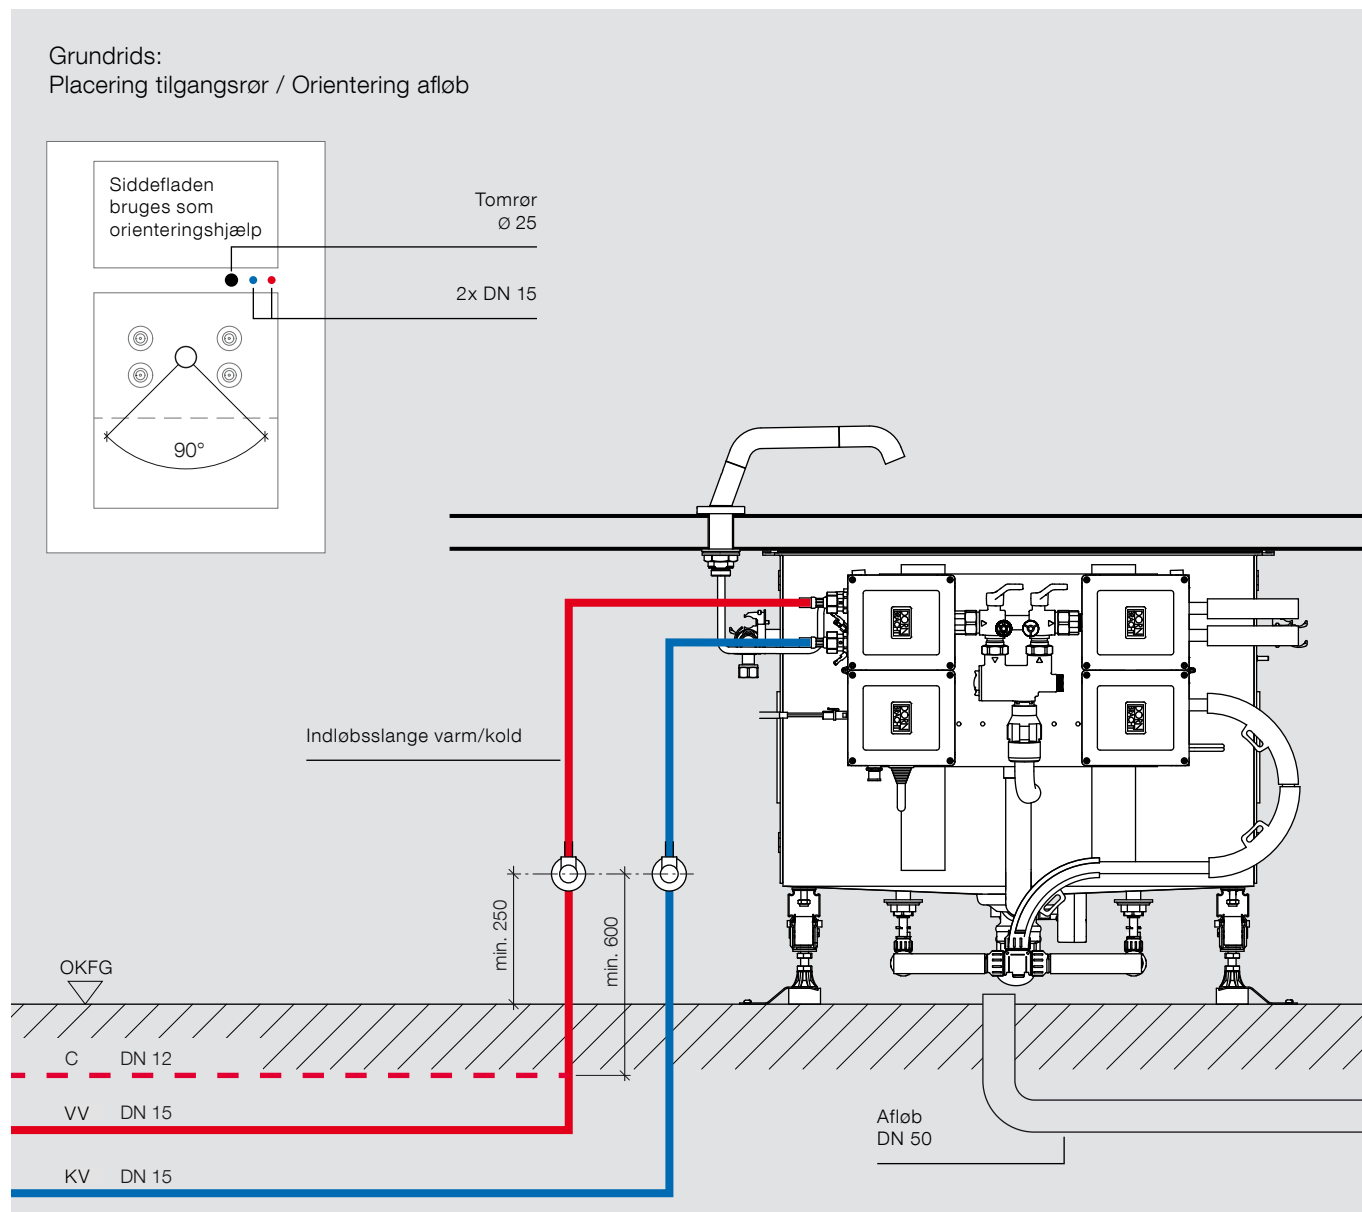 Grundrids:
Placering tilgangsrør / Orientering afløb
Siddefladen
bruges som
orienteringshjælp
Tomrør
Ø 25
2x DN 15
90°
Indløbsslange varm/kold
min. 250
min. 600
OKFG
C DN 12
VV DN 15
KV DN 15
Afløb
DN 50